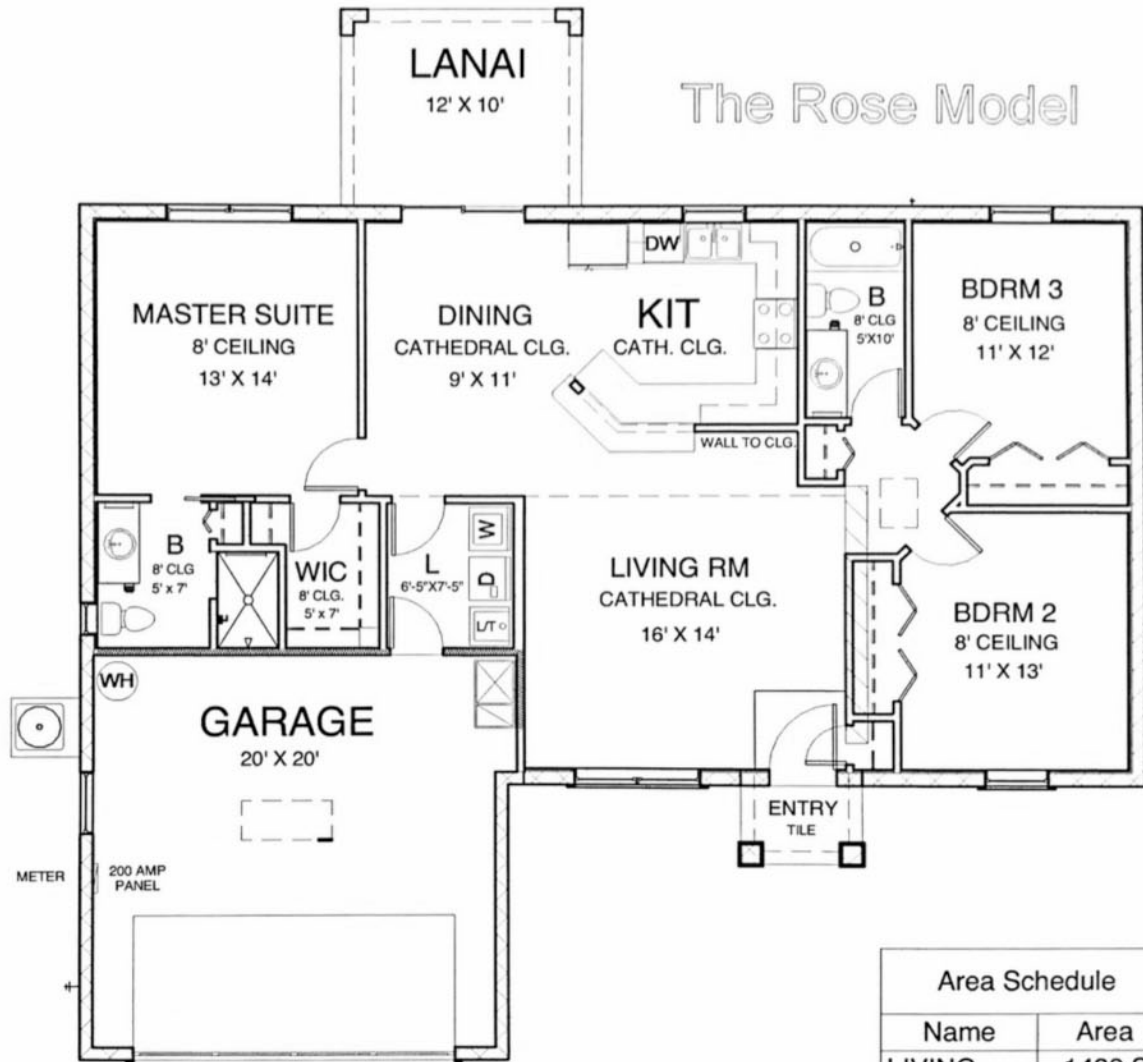 LANAI
12' X 10'
The Rose Model
MASTER SUITE
8' CEILING
13' X 14'
DINING
CATHEDRAL CLG.
9' X 11'
DW
KIT
CATH. CLG.
B
8' CLG
5'X10'
BDRM 3
8' CEILING
11' X 12'
WALL TO CLG.
B
8' CLG
5' x 7'
WIC
8' CLG.
5' x 7'
L
6'-5"X7'-5"
W
D
L/T
LIVING RM
CATHEDRAL CLG.
16' X 14'
BDRM 2
8' CEILING
11' X 13'
WH
GARAGE
20' X 20'
ENTRY
TILE
METER
200 AMP
PANEL
Area Schedule
Name Area
LIVING